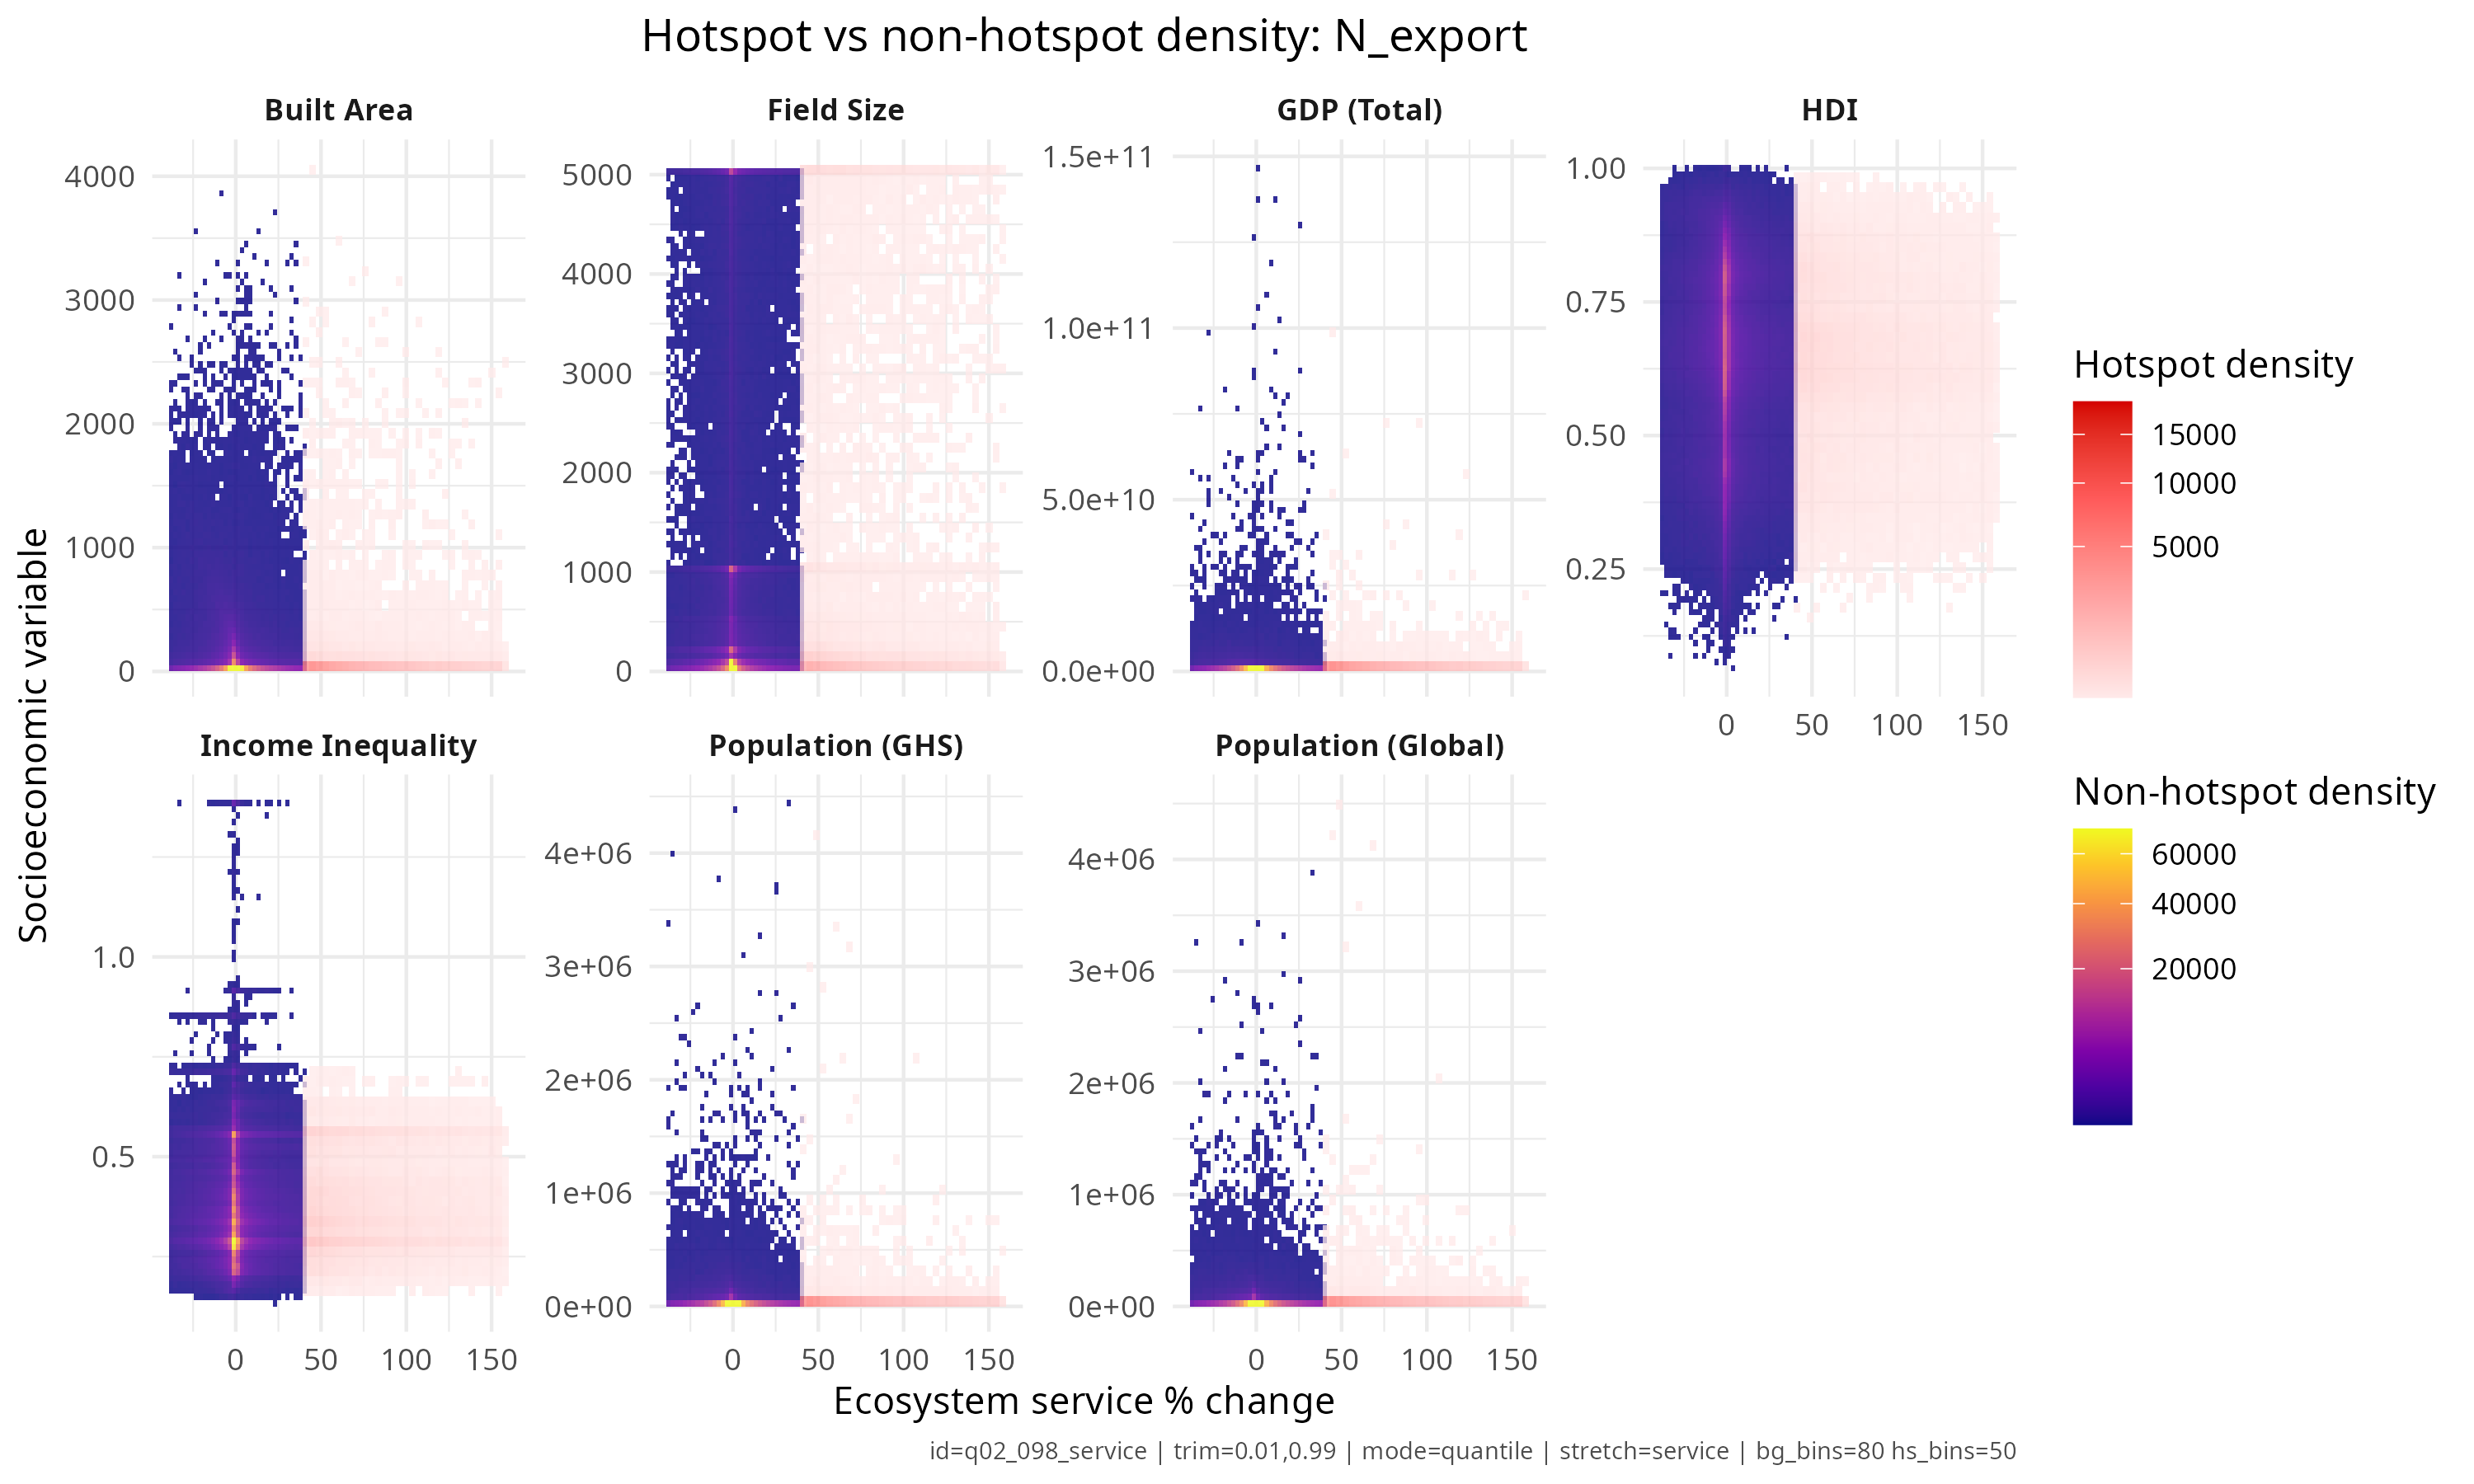 Hotspot vs non-hotspot density: N_export
Built Area
Field Size
GDP (Total)
HDI
4000
3000
2000
1000
0
5000
4000
3000
2000
1000
0
1.5e+11
1.0e+11
5.0e+10
0.0e+00
1.00
0.75
0.50
0.25
0 50 100 150
Socioeconomic variable
Income Inequality
Population (GHS)
Population (Global)
1.0
0.5
0 50 100 150
4e+06
3e+06
2e+06
1e+06
0e+00
0 50 100 150
4e+06
3e+06
2e+06
1e+06
0e+00
0 50 100 150
Ecosystem service % change
Hotspot density
15000
10000
5000
Non-hotspot density
60000
40000
20000
id=q02_098_service | trim=0.01,0.99 | mode=quantile | stretch=service | bg_bins=80 hs_bins=50